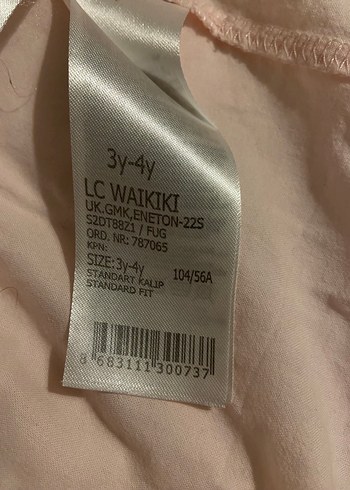 3y-4y
LC WAIKIKI
UK.GMK,ENETON-22S
S2DT88Z1 / FUG
ORD. NR: 787065
KPN:
SIZE: 3y-4y 104/56A
STANDART KALIP
STANDARD FIT
8 683111 300737